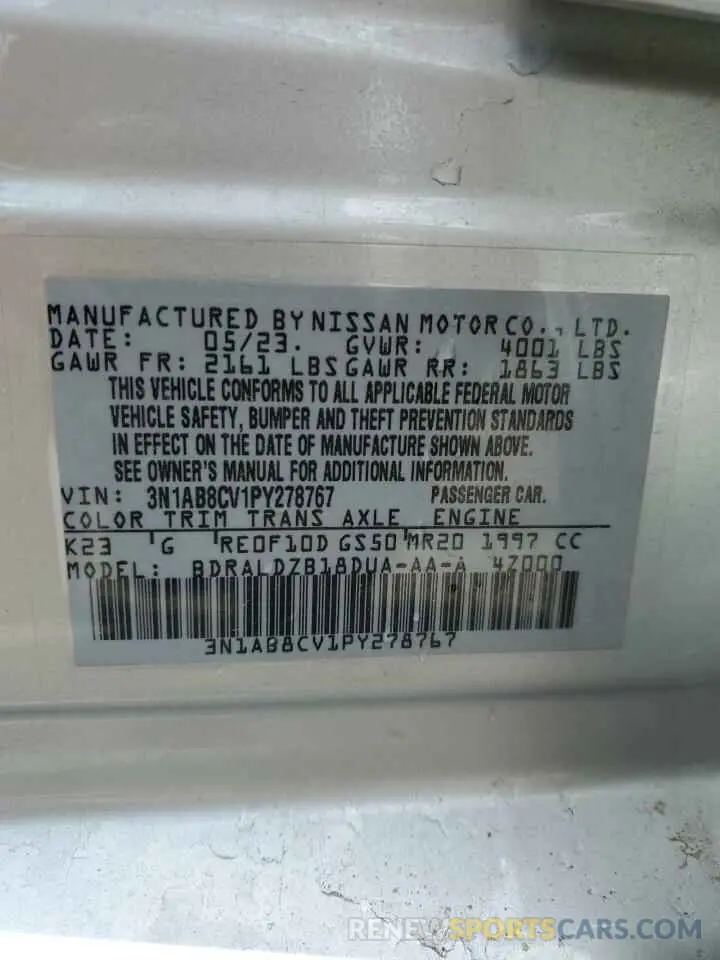 MANUFACTURED BY NISSAN MOTOR CO., LTD.
DATE: 05/23. GVWR: 4001 LBS
GAWR FR: 2161 LBS GAWR RR: 1863 LBS
THIS VEHICLE CONFORMS TO ALL APPLICABLE FEDERAL MOTOR
VEHICLE SAFETY, BUMPER AND THEFT PREVENTION STANDARDS
IN EFFECT ON THE DATE OF MANUFACTURE SHOWN ABOVE.
SEE OWNER'S MANUAL FOR ADDITIONAL INFORMATION.
VIN: 3N1AB8CV1PY278767 PASSENGER CAR.
COLOR TRIM TRANS AXLE ENGINE
K23 G RE0F10D GS50 MR20 1997 CC
MODEL: BDRALDZB18DUA-AA-A 4Z000
3N1AB8CV1PY278767
RENEWSPORTSCARS.COM